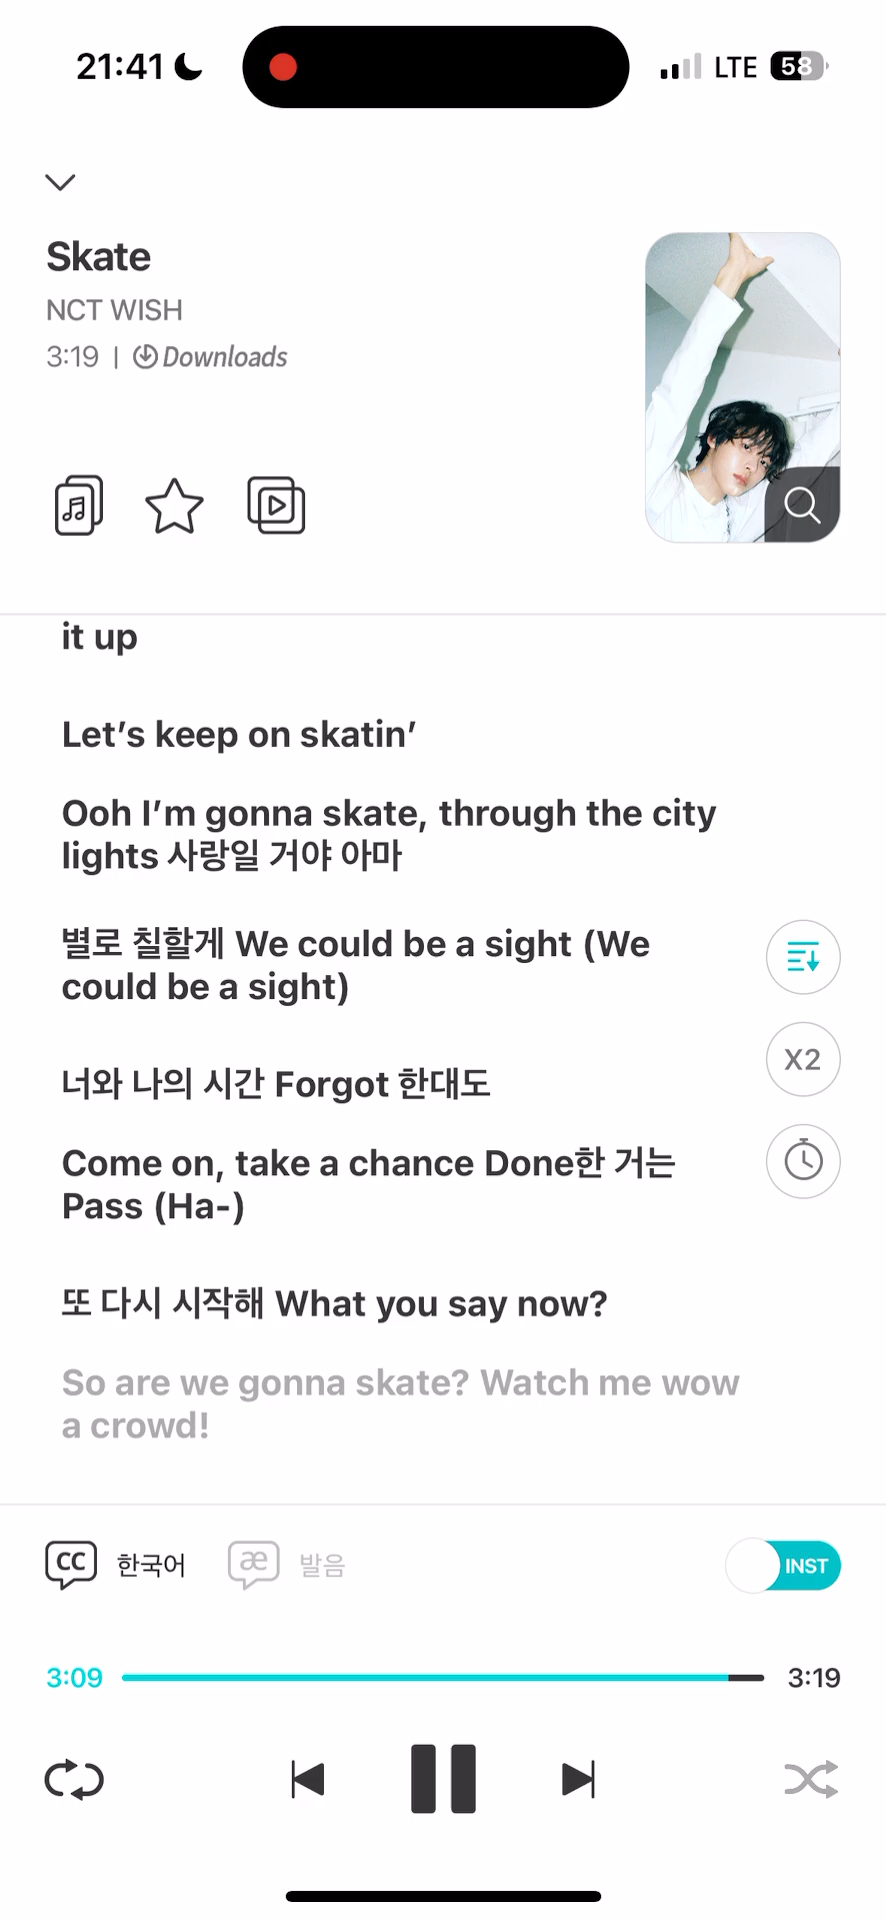 21:41 LTE 58
Skate
NCT WISH
3:19 | Downloads
it up
Let’s keep on skatin’
Ooh I’m gonna skate, through the city
lights 사랑일 거야 아마
별로 칠할게 We could be a sight (We
could be a sight)
너와 나의 시간 Forgot 한대도
X2
Come on, take a chance Done한 거는
Pass (Ha-)
또 다시 시작해 What you say now?
So are we gonna skate? Watch me wow
a crowd!
CC 한국어 æ 발음 INST
3:09 3:19